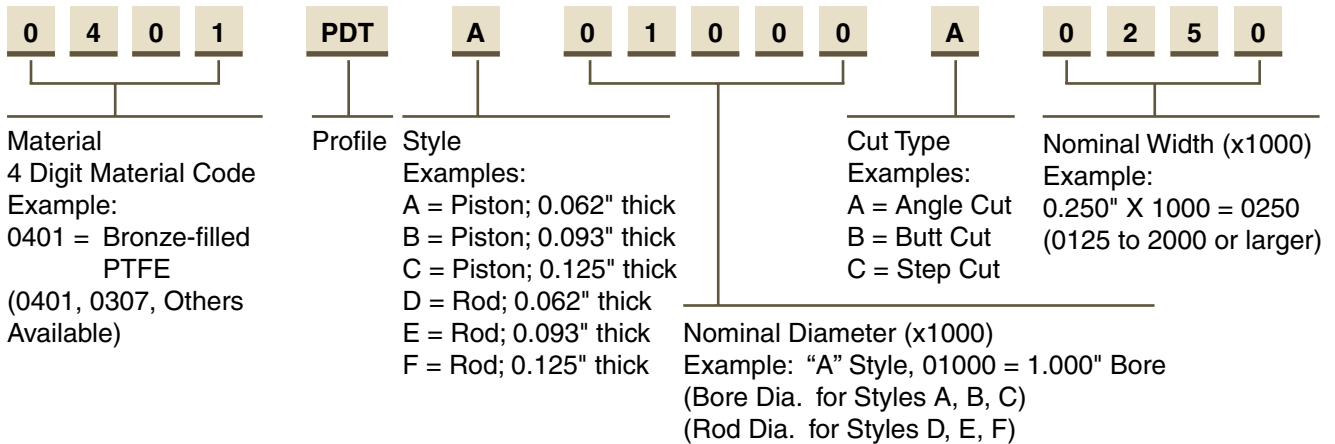 0 4 0 1 PDT A 0 1 0 0 0 A 0 2 5 0
Material
4 Digit Material Code
Example:
0401 = Bronze-filled
PTFE
(0401, 0307, Others
Available)
Profile
Style
Examples:
A = Piston; 0.062" thick
B = Piston; 0.093" thick
C = Piston; 0.125" thick
D = Rod; 0.062" thick
E = Rod; 0.093" thick
F = Rod; 0.125" thick
Cut Type
Examples:
A = Angle Cut
B = Butt Cut
C = Step Cut
Nominal Width (x1000)
Example:
0.250" X 1000 = 0250
(0125 to 2000 or larger)
Nominal Diameter (x1000)
Example: “A” Style, 01000 = 1.000" Bore
(Bore Dia. for Styles A, B, C)
(Rod Dia. for Styles D, E, F)